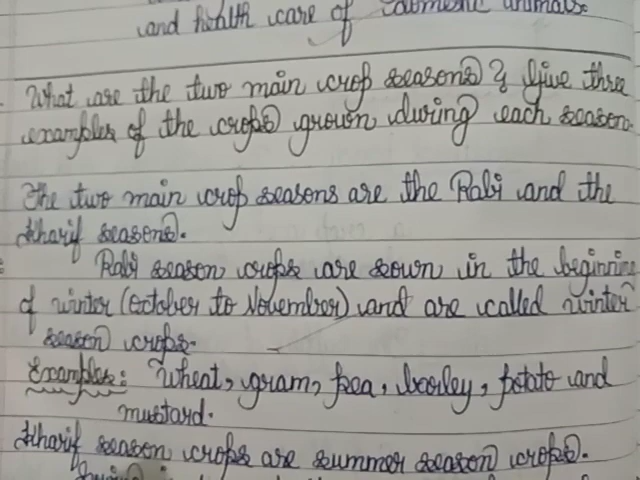 and health care of domestic animals.
What are the two main crop seasons? Give three
examples of the crops grown during each season.
The two main crop seasons are the Rabi and the
Kharif seasons.
Rabi season crops are sown in the beginning
of winter (October to November) and are called winter
season crops.
Examples: Wheat, gram, pea, barley, potato and
mustard.
Kharif season crops are summer season crops.